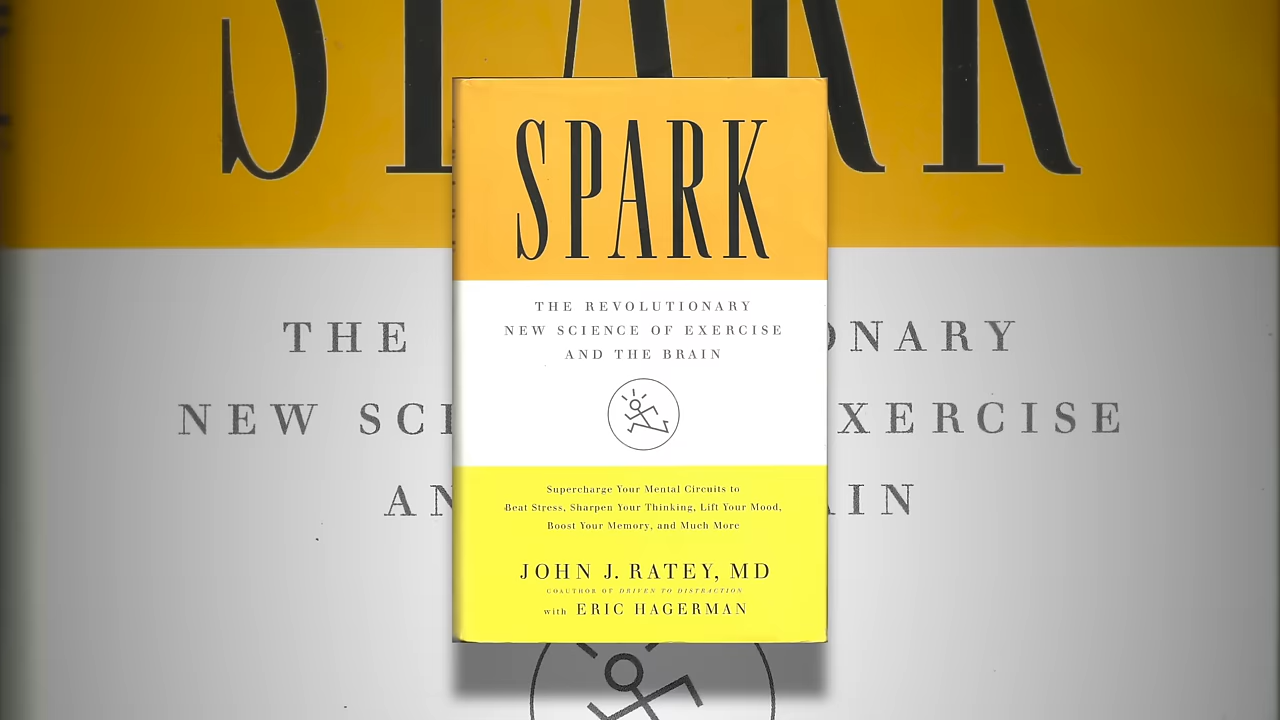 SPARK
THE REVOLUTIONARY
NEW SCIENCE OF EXERCISE
AND THE BRAIN
Supercharge Your Mental Circuits to
Beat Stress, Sharpen Your Thinking, Lift Your Mood,
Boost Your Memory, and Much More
JOHN J. RATEY, MD
COAUTHOR OF DRIVEN TO DISTRACTION
with ERIC HAGERMAN